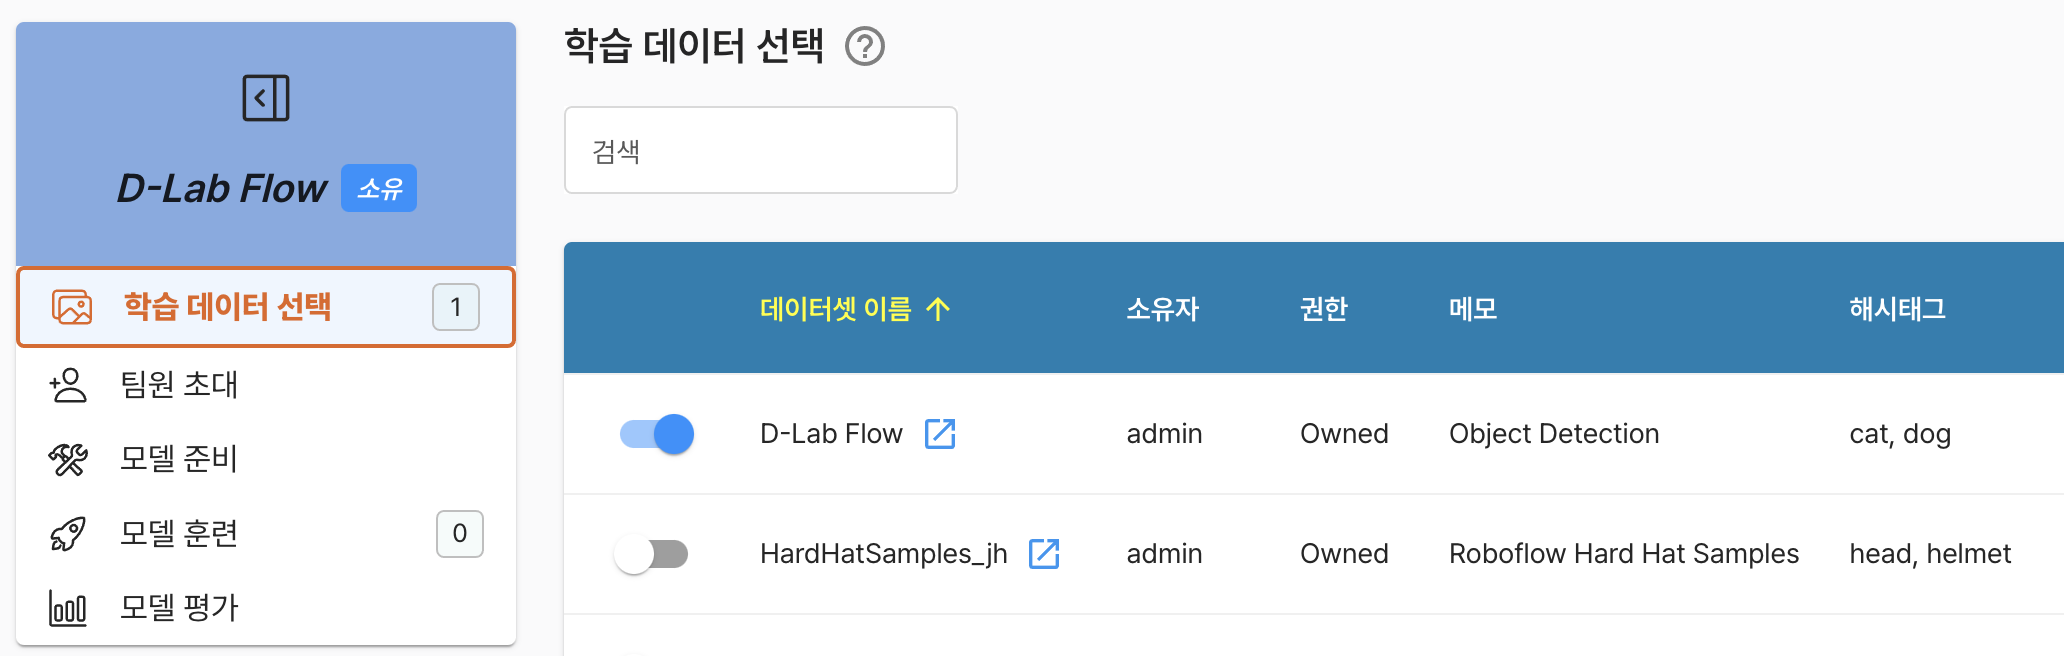 D-Lab Flow 소유
학습 데이터 선택 1
팀원 초대
모델 준비
모델 훈련 0
모델 평가
학습 데이터 선택 ?
검색
데이터셋 이름 ↑ 소유자 권한 메모 해시태그
D-Lab Flow admin Owned Object Detection cat, dog
HardHatSamples_jh admin Owned Roboflow Hard Hat Samples head, helmet